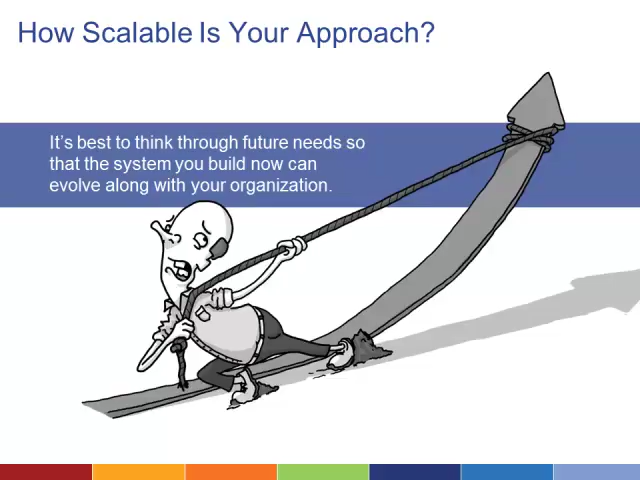 How Scalable Is Your Approach?
It's best to think through future needs so
that the system you build now can
evolve along with your organization.